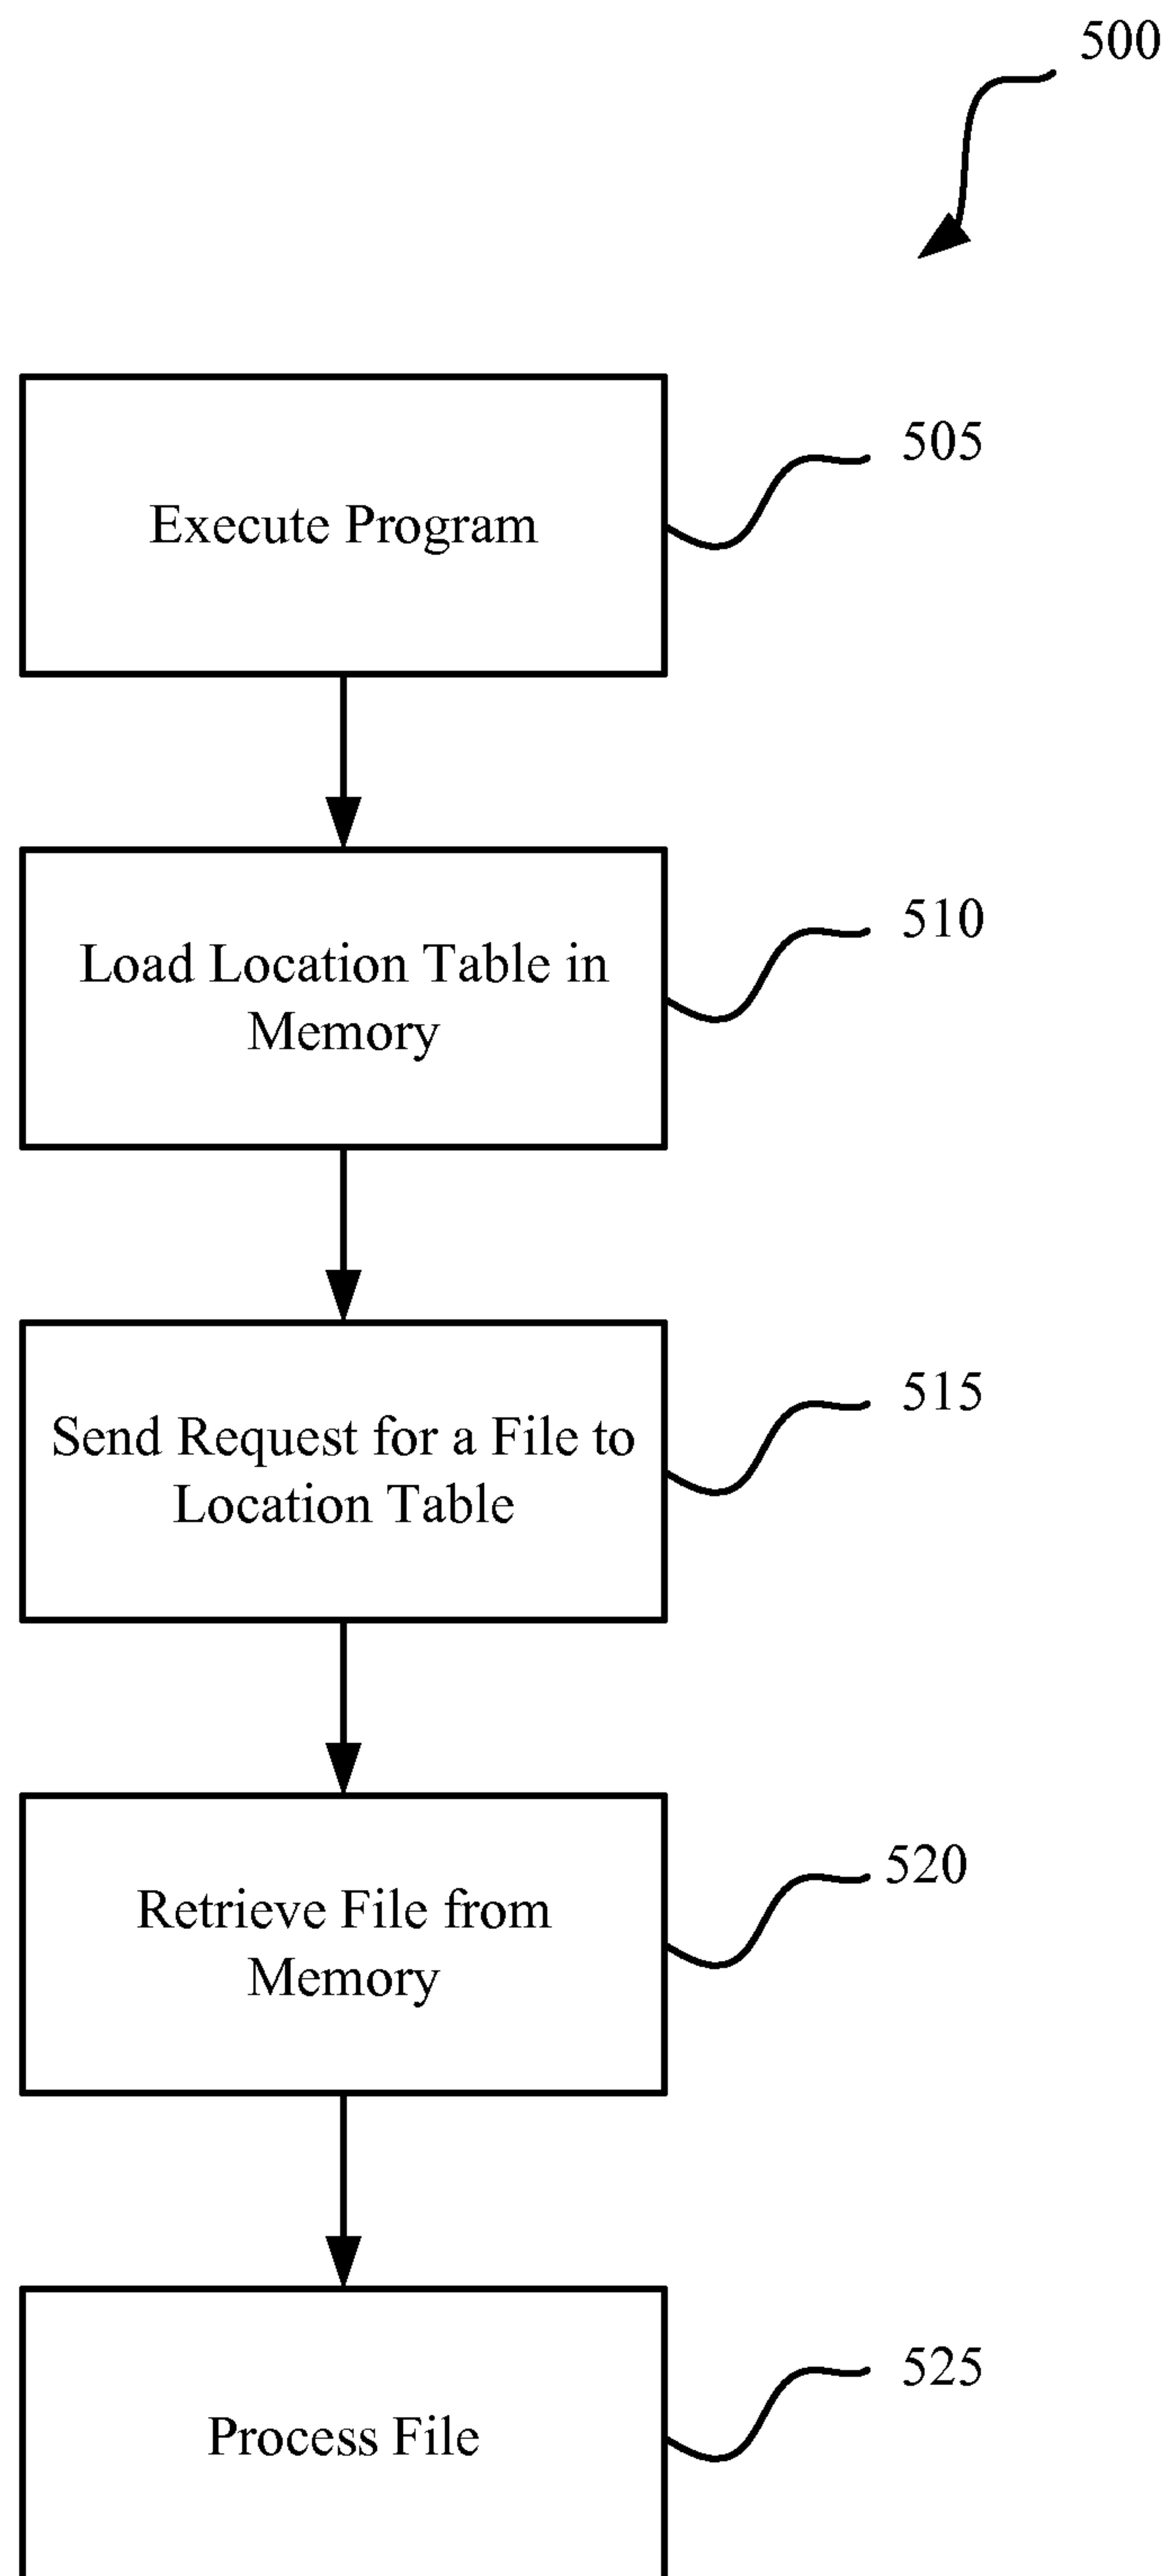 500
Execute Program
505
Load Location Table in
Memory
510
Send Request for a File to
Location Table
515
Retrieve File from
Memory
520
Process File
525